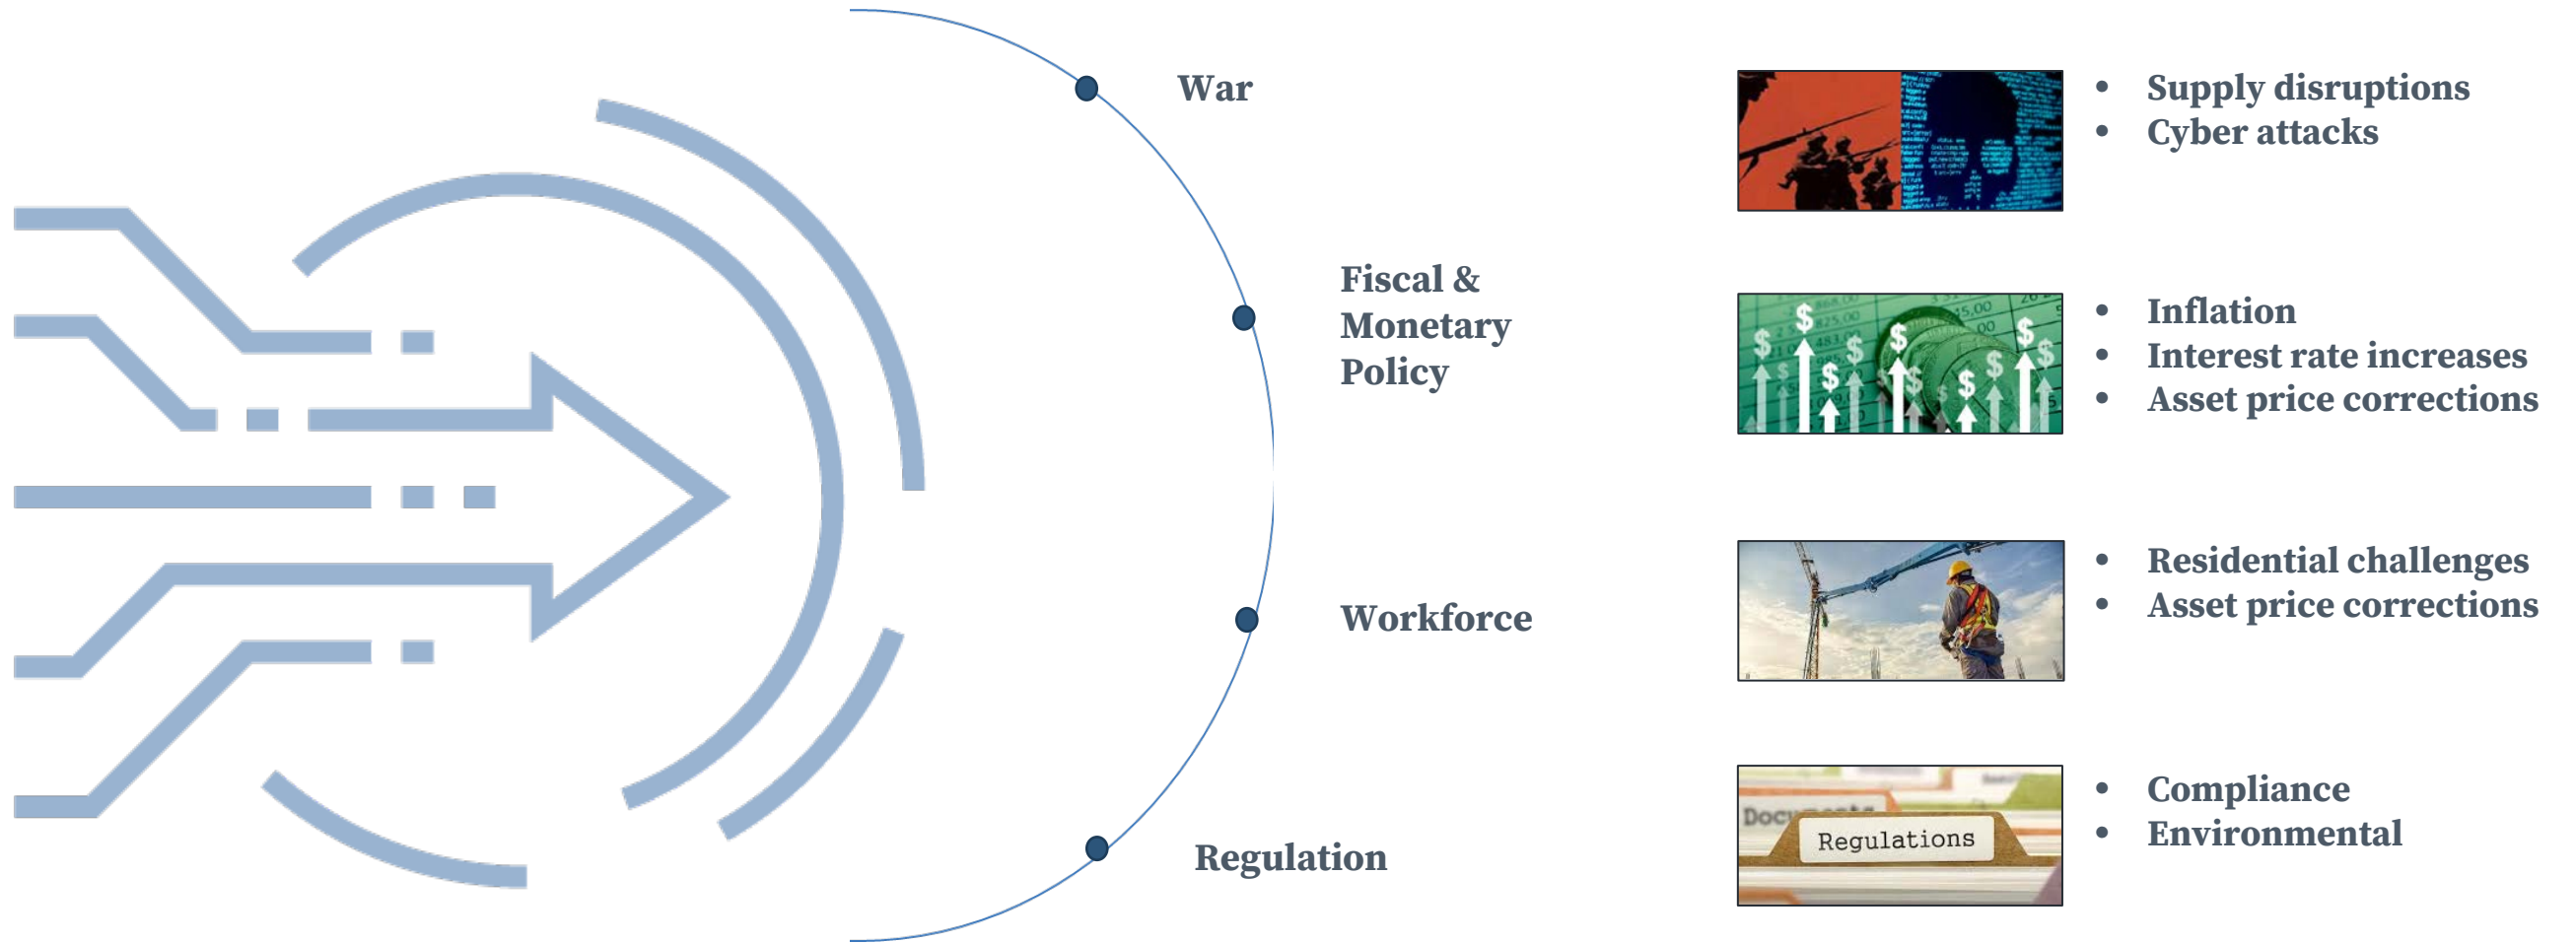 War
• Supply disruptions
• Cyber attacks
Fiscal &
Monetary
Policy
• Inflation
• Interest rate increases
• Asset price corrections
Workforce
• Residential challenges
• Asset price corrections
Regulation
Regulations
• Compliance
• Environmental